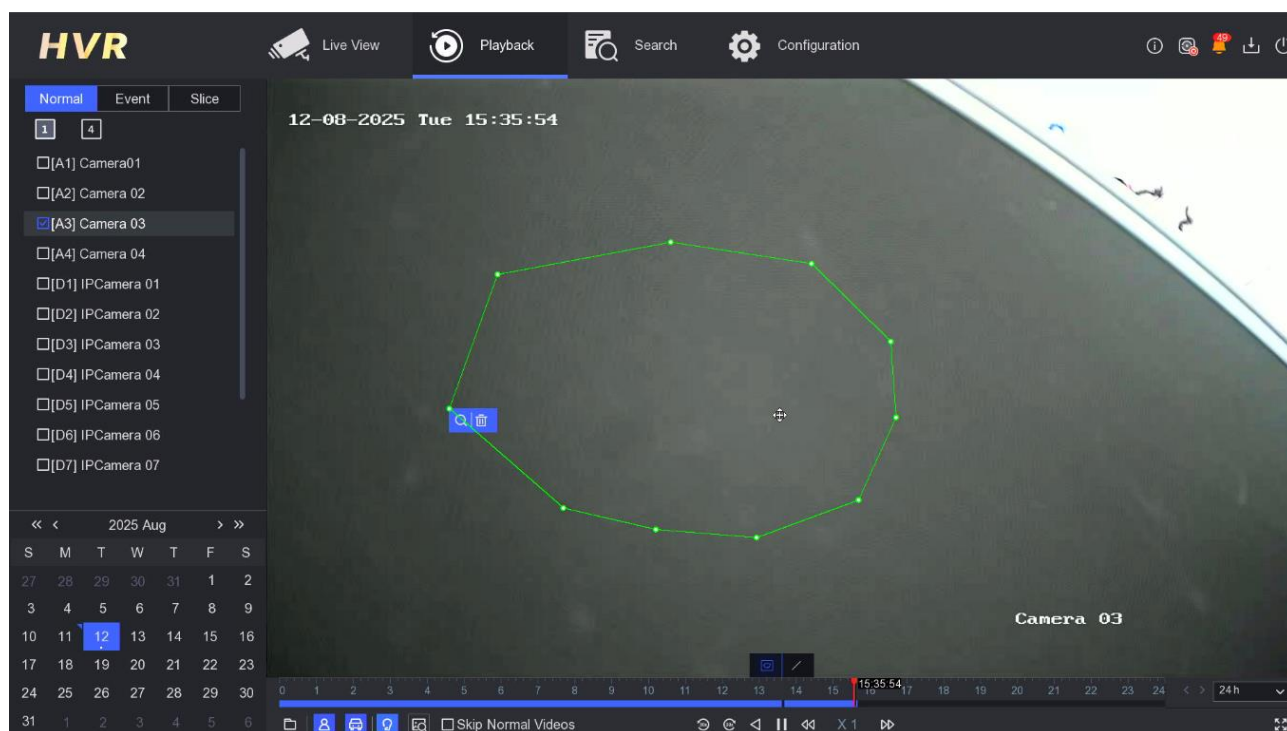 HVR
Live View
Playback
Search
Configuration
49
Normal
Event
Slice
1
4
[A1] Camera01
[A2] Camera 02
[A3] Camera 03
[A4] Camera 04
[D1] IPCamera 01
[D2] IPCamera 02
[D3] IPCamera 03
[D4] IPCamera 04
[D5] IPCamera 05
[D6] IPCamera 06
[D7] IPCamera 07
12-08-2025 Tue 15:35:54
Camera 03
2025 Aug
S M T W T F S
27 28 29 30 31 1 2
3 4 5 6 7 8 9
10 11 12 13 14 15 16
17 18 19 20 21 22 23
24 25 26 27 28 29 30
31 1 2 3 4 5 6
15:35:54
0 1 2 3 4 5 6 7 8 9 10 11 12 13 14 15 16 17 18 19 20 21 22 23 24
24 h
Skip Normal Videos
X 1